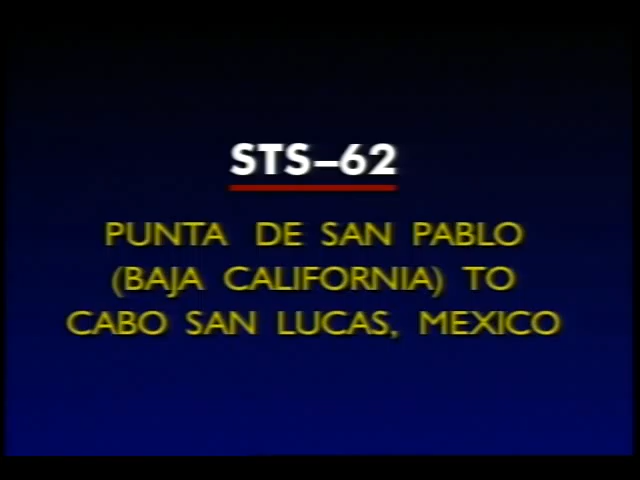 STS–62
PUNTA DE SAN PABLO
(BAJA CALIFORNIA) TO
CABO SAN LUCAS, MEXICO